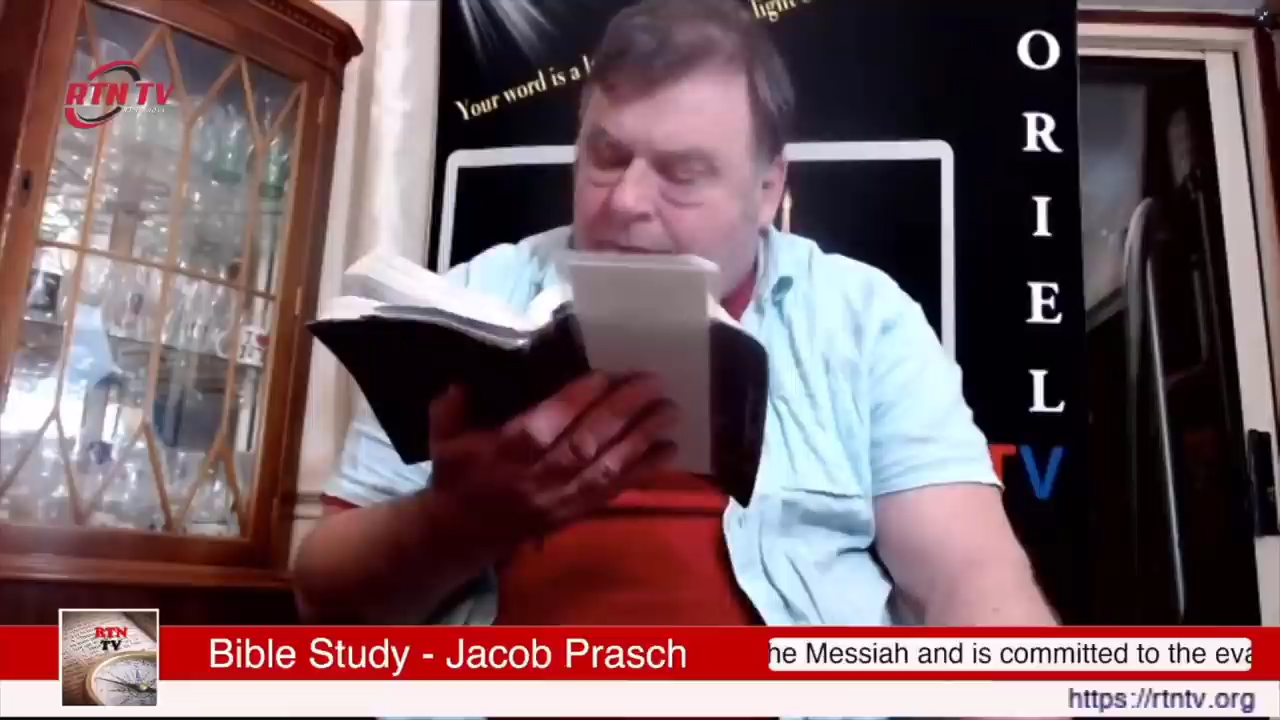 RTN TV
Your word is a
light
O
R
I
E
L
TV
RTN
TV
Bible Study - Jacob Prasch
he Messiah and is committed to the eva
https://rtntv.org